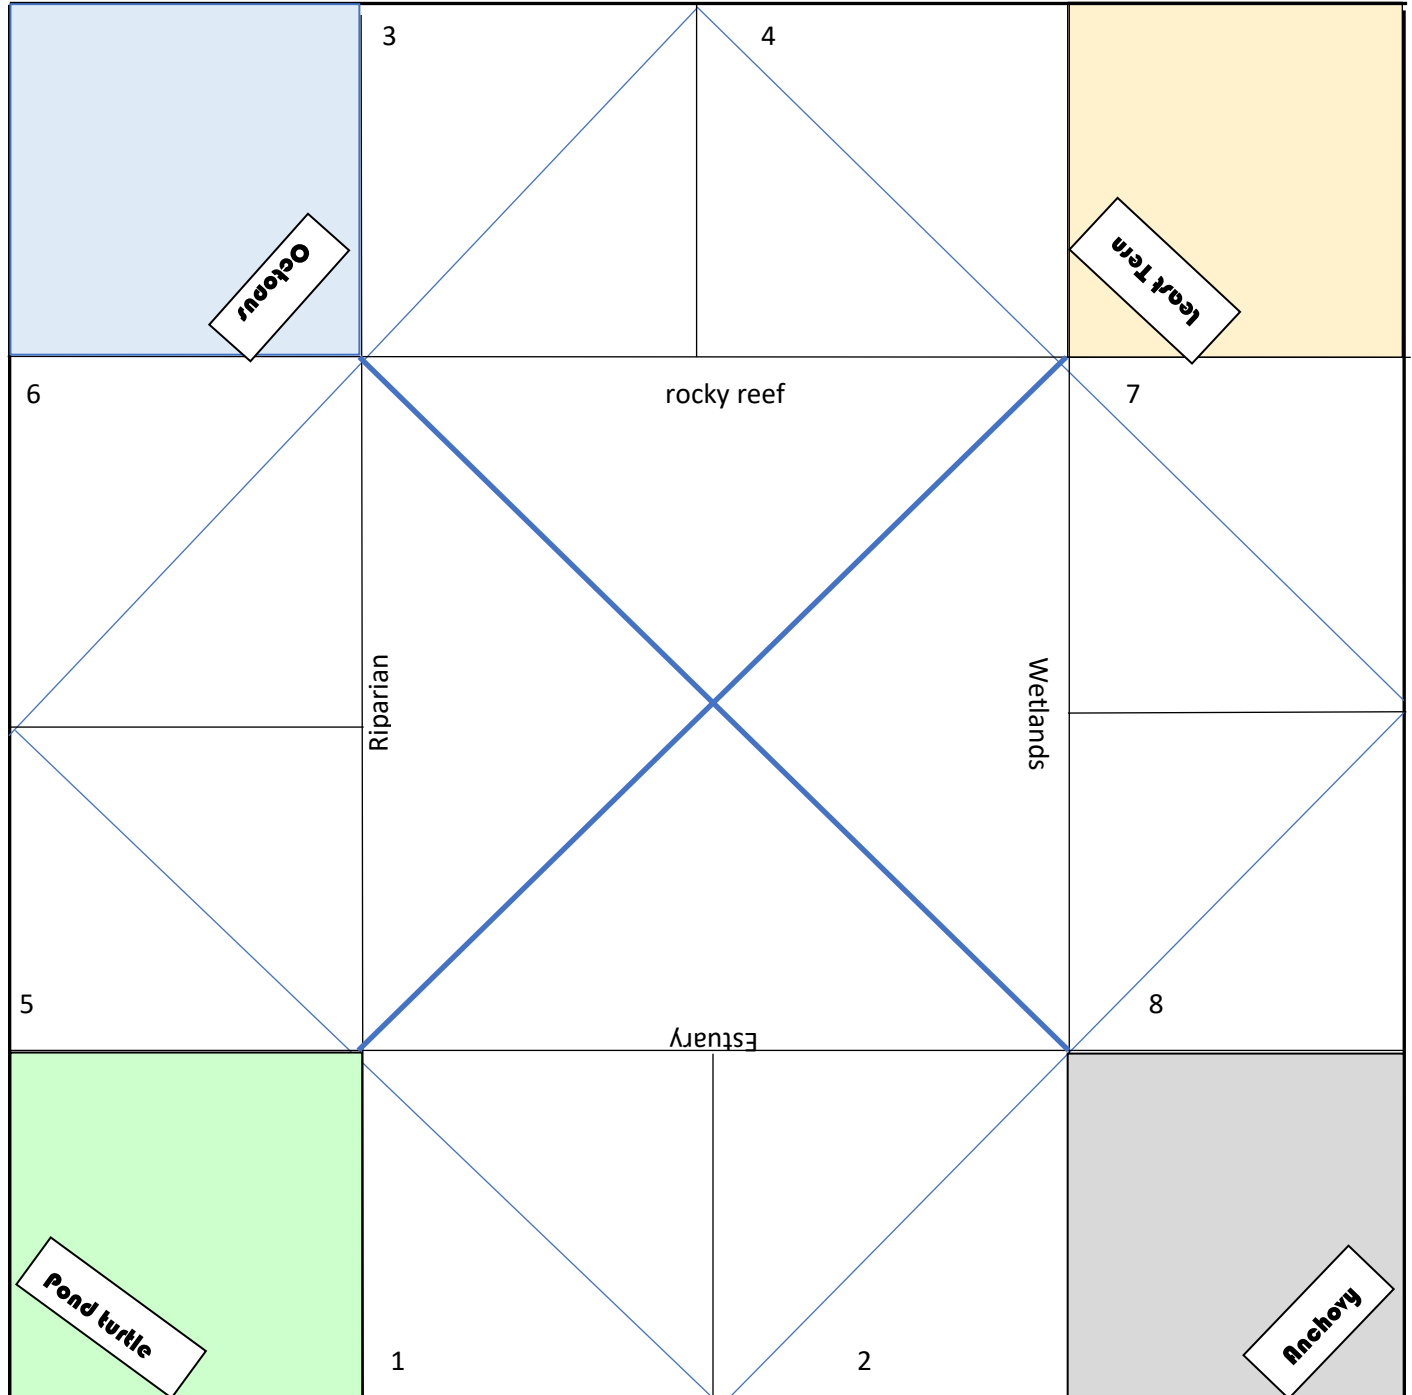 3
4
Octopus
Least Tern
6
rocky reef
7
Riparian
Wetlands
5
8
Estuary
Pond turtle
Anchovy
1
2